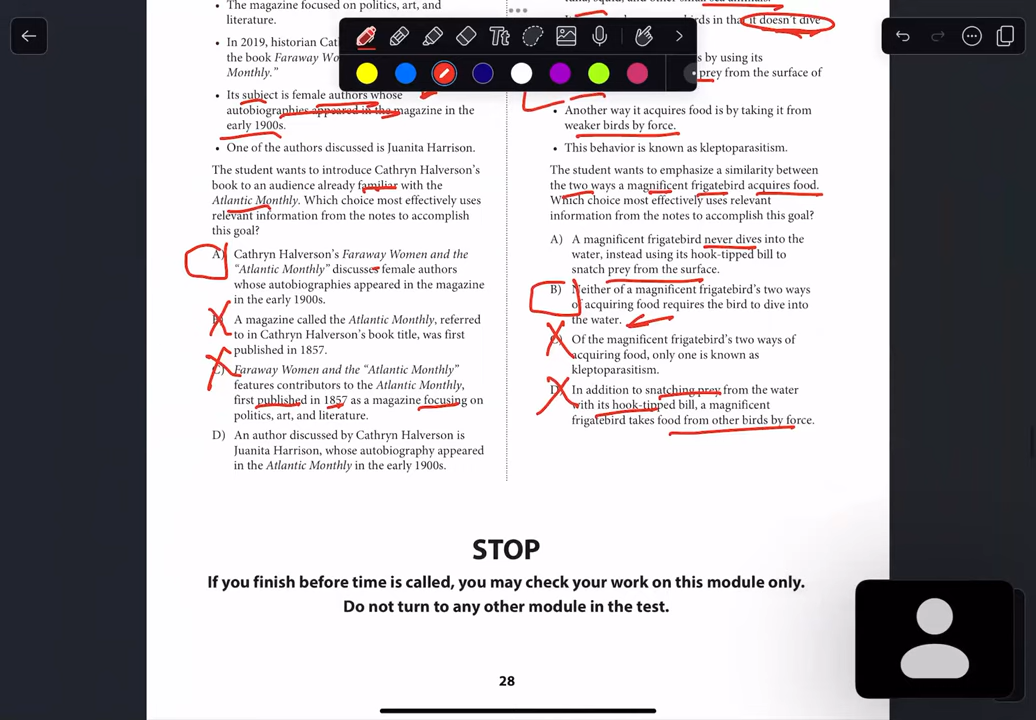 • The magazine focused on politics, art, and
literature.
• In 2019, historian Cat
the book Faraway Wo
Monthly.”
• Its subject is female authors whose
autobiographies appeared in the magazine in the
early 1900s.
• One of the authors discussed is Juanita Harrison.
The student wants to introduce Cathryn Halverson’s
book to an audience already familiar with the
Atlantic Monthly. Which choice most effectively uses
relevant information from the notes to accomplish
this goal?
A) Cathryn Halverson’s Faraway Women and the
“Atlantic Monthly” discusses female authors
whose autobiographies appeared in the magazine
in the early 1900s.
B) A magazine called the Atlantic Monthly, referred
to in Cathryn Halverson’s book title, was first
published in 1857.
C) Faraway Women and the “Atlantic Monthly”
features contributors to the Atlantic Monthly,
first published in 1857 as a magazine focusing on
politics, art, and literature.
D) An author discussed by Cathryn Halverson is
Juanita Harrison, whose autobiography appeared
in the Atlantic Monthly in the early 1900s.
ds in that it doesn’t dive
s by using its
prey from the surface of
• Another way it acquires food is by taking it from
weaker birds by force.
• This behavior is known as kleptoparasitism.
The student wants to emphasize a similarity between
the two ways a magnificent frigatebird acquires food.
Which choice most effectively uses relevant
information from the notes to accomplish this goal?
A) A magnificent frigatebird never dives into the
water, instead using its hook-tipped bill to
snatch prey from the surface.
B) Neither of a magnificent frigatebird’s two ways
of acquiring food requires the bird to dive into
the water.
C) Of the magnificent frigatebird’s two ways of
acquiring food, only one is known as
kleptoparasitism.
D) In addition to snatching prey from the water
with its hook-tipped bill, a magnificent
frigatebird takes food from other birds by force.
STOP
If you finish before time is called, you may check your work on this module only.
Do not turn to any other module in the test.
28
Tt